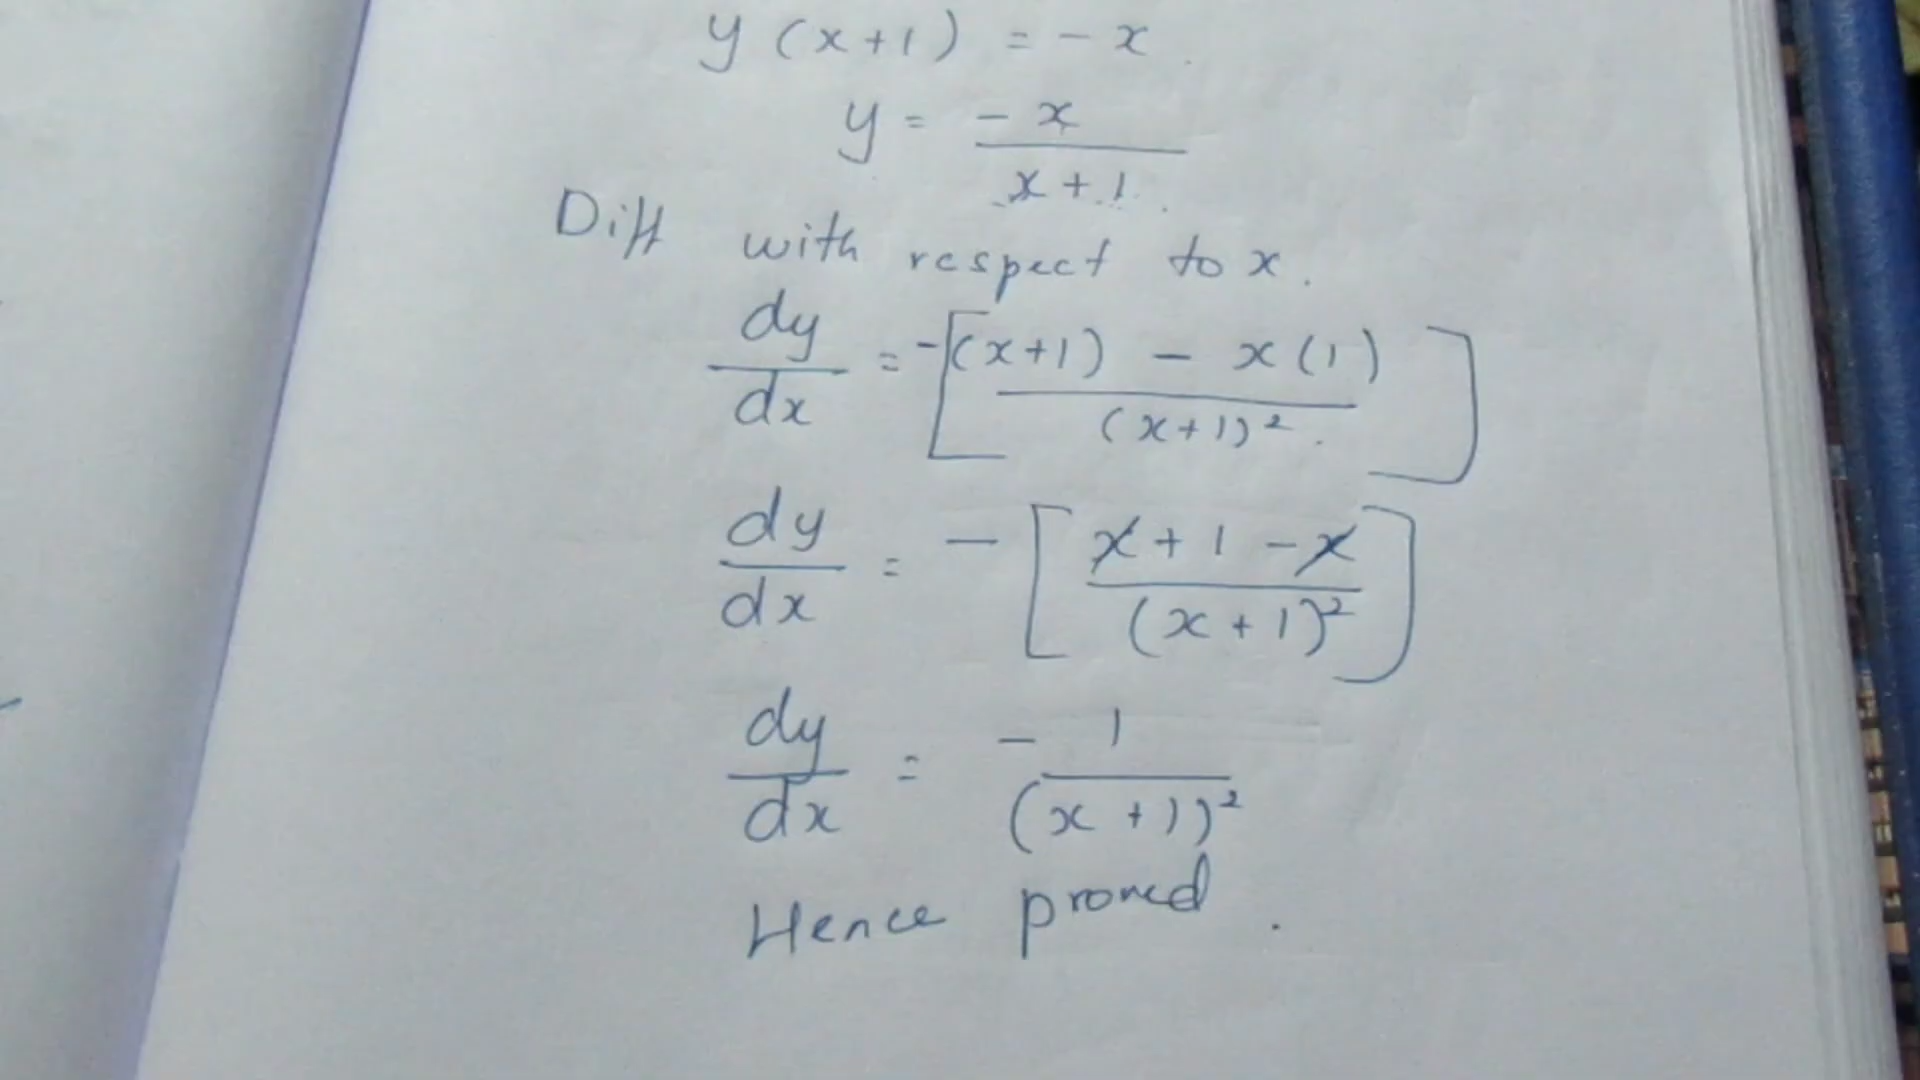 y (x+1) = - x
y = - x / x + 1
Diff with respect to x.
dy/dx = -[(x+1) - x(1) / (x+1)²]
dy/dx = - [x + 1 - x / (x + 1)²]
dy/dx = - 1 / (x + 1)²
Hence proved.